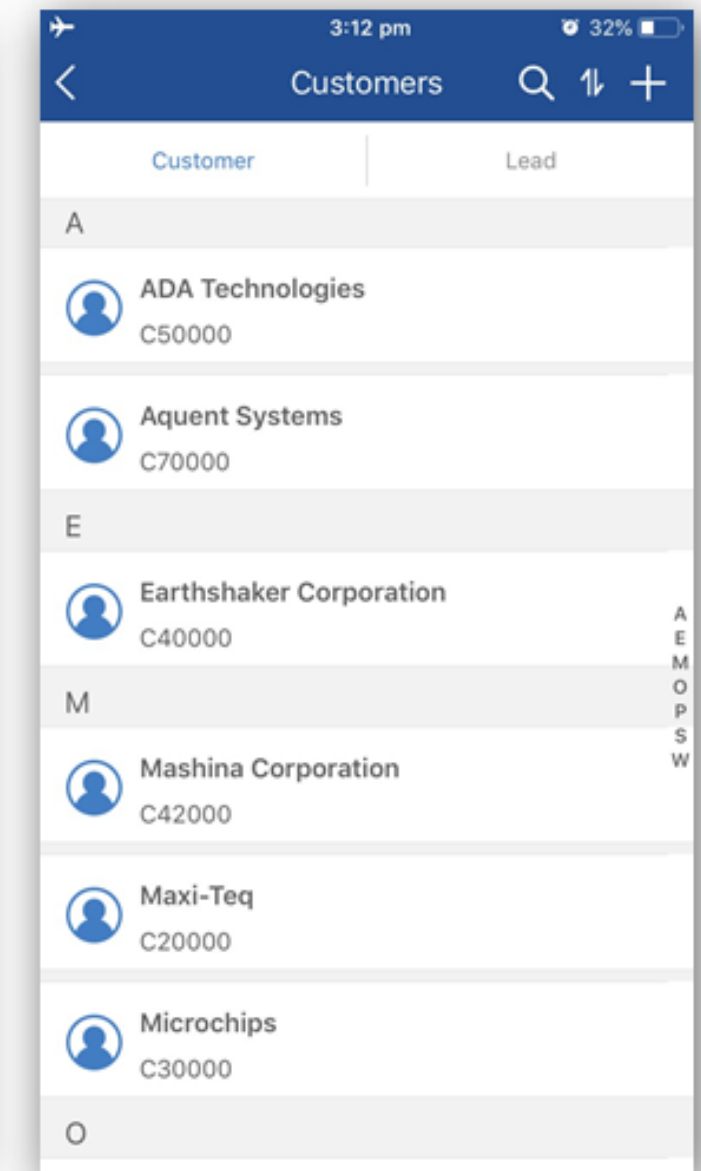 3:12 pm
32%
Customers
Customer
Lead
A
ADA Technologies
C50000
Aquent Systems
C70000
E
Earthshaker Corporation
C40000
M
Mashina Corporation
C42000
Maxi-Teq
C20000
Microchips
C30000
O
A
E
M
O
P
S
W